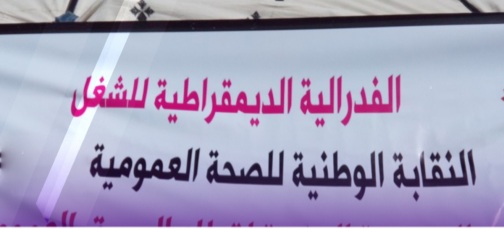 الفدرالية الديمقراطية للشغل
النقابة الوطنية للصحة العمومية